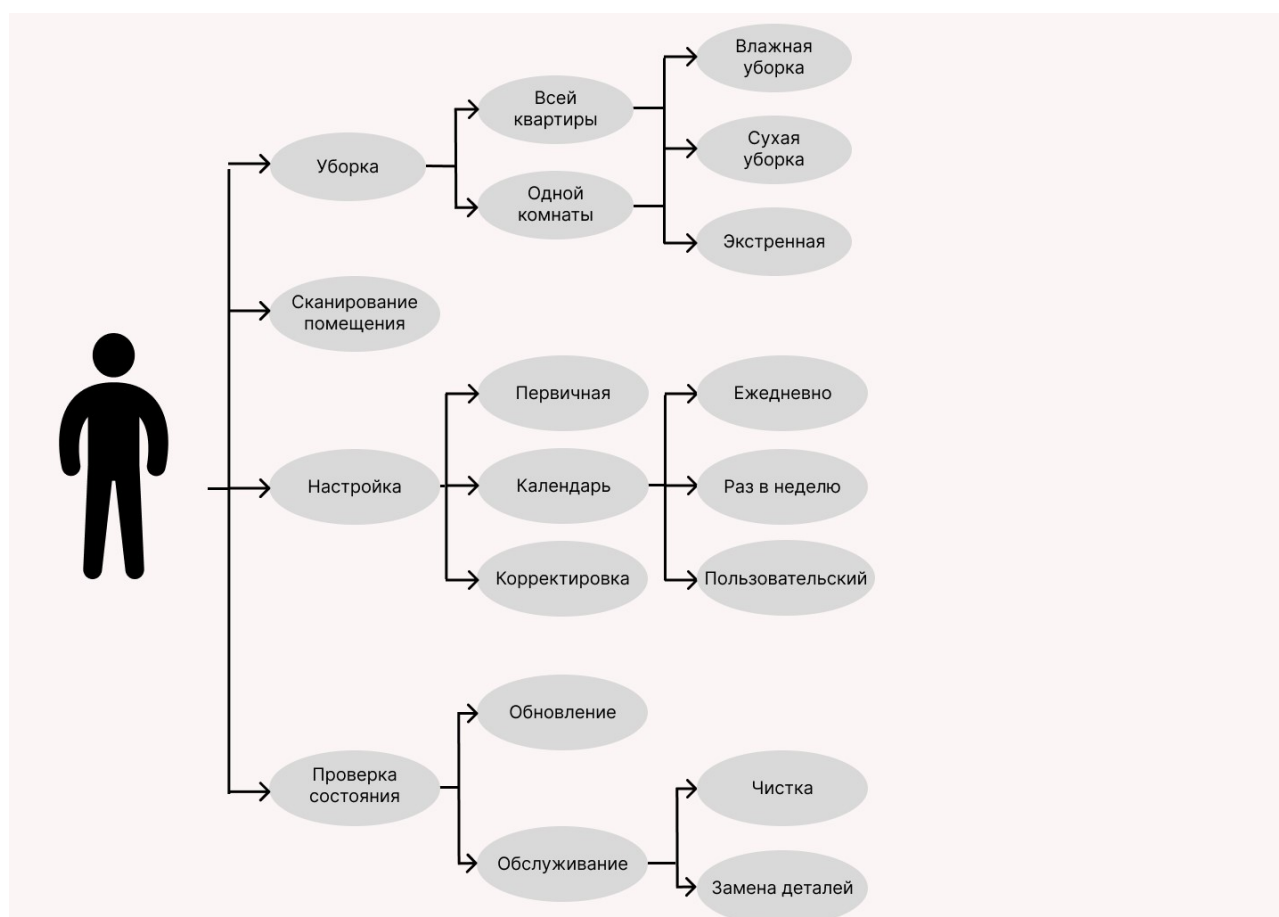 Уборка
Всей
квартиры
Одной
комнаты
Влажная
уборка
Сухая
уборка
Экстренная
Сканирование
помещения
Настройка
Первичная
Календарь
Корректировка
Ежедневно
Раз в неделю
Пользовательский
Проверка
состояния
Обновление
Обслуживание
Чистка
Замена деталей